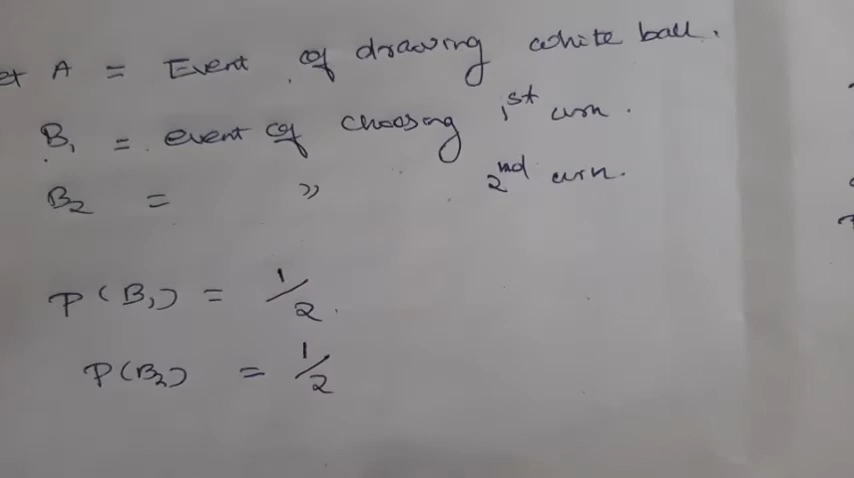 et A = Event of drawing white ball.
B₁ = event of choosing 1st urn.
B₂ = " 2nd urn.
P(B₁) = 1/2.
P(B₂) = 1/2